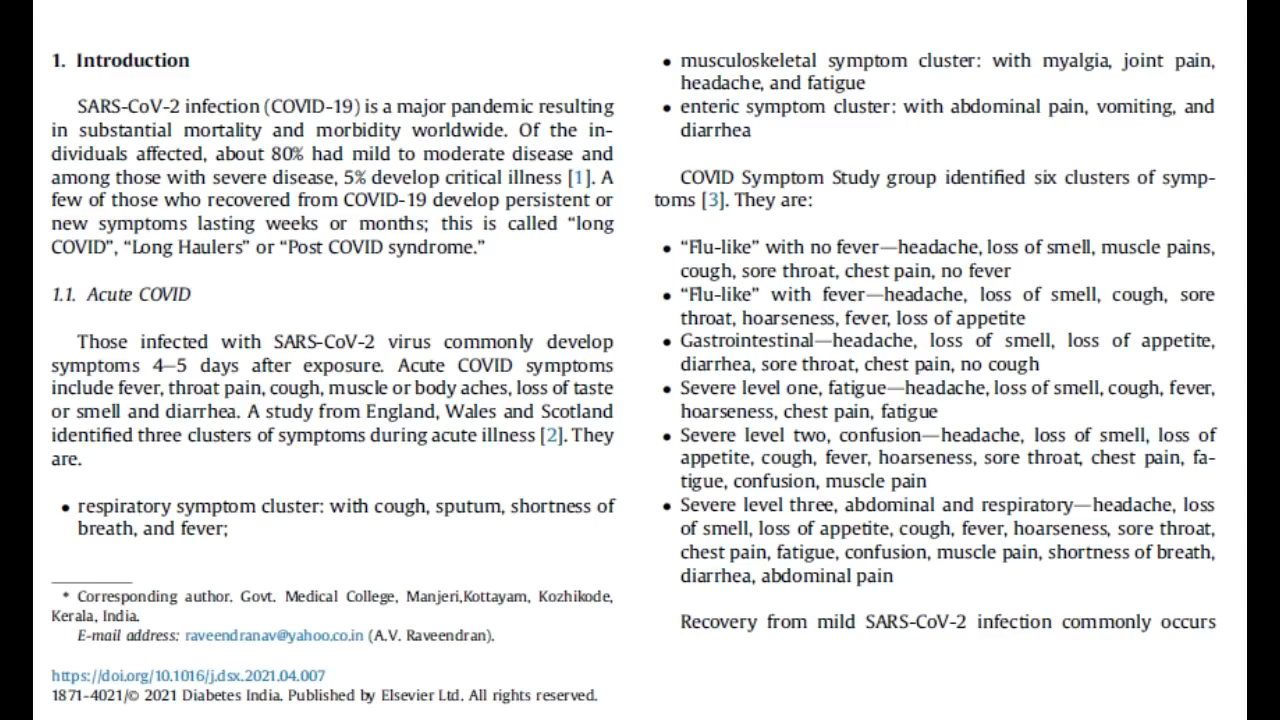 1. Introduction
SARS-CoV-2 infection (COVID-19) is a major pandemic resulting
in substantial mortality and morbidity worldwide. Of the in-
dividuals affected, about 80% had mild to moderate disease and
among those with severe disease, 5% develop critical illness [1]. A
few of those who recovered from COVID-19 develop persistent or
new symptoms lasting weeks or months; this is called “long
COVID”, “Long Haulers” or “Post COVID syndrome.”
1.1. Acute COVID
Those infected with SARS-CoV-2 virus commonly develop
symptoms 4–5 days after exposure. Acute COVID symptoms
include fever, throat pain, cough, muscle or body aches, loss of taste
or smell and diarrhea. A study from England, Wales and Scotland
identified three clusters of symptoms during acute illness [2]. They
are.
• respiratory symptom cluster: with cough, sputum, shortness of
breath, and fever;
* Corresponding author. Govt. Medical College, Manjeri,Kottayam, Kozhikode,
Kerala, India.
E-mail address: raveendranav@yahoo.co.in (A.V. Raveendran).
https://doi.org/10.1016/j.dsx.2021.04.007
1871-4021/© 2021 Diabetes India. Published by Elsevier Ltd. All rights reserved.
• musculoskeletal symptom cluster: with myalgia, joint pain,
headache, and fatigue
• enteric symptom cluster: with abdominal pain, vomiting, and
diarrhea
COVID Symptom Study group identified six clusters of symp-
toms [3]. They are:
• “Flu-like” with no fever—headache, loss of smell, muscle pains,
cough, sore throat, chest pain, no fever
• “Flu-like” with fever—headache, loss of smell, cough, sore
throat, hoarseness, fever, loss of appetite
• Gastrointestinal—headache, loss of smell, loss of appetite,
diarrhea, sore throat, chest pain, no cough
• Severe level one, fatigue—headache, loss of smell, cough, fever,
hoarseness, chest pain, fatigue
• Severe level two, confusion—headache, loss of smell, loss of
appetite, cough, fever, hoarseness, sore throat, chest pain, fa-
tigue, confusion, muscle pain
• Severe level three, abdominal and respiratory—headache, loss
of smell, loss of appetite, cough, fever, hoarseness, sore throat,
chest pain, fatigue, confusion, muscle pain, shortness of breath,
diarrhea, abdominal pain
Recovery from mild SARS-CoV-2 infection commonly occurs